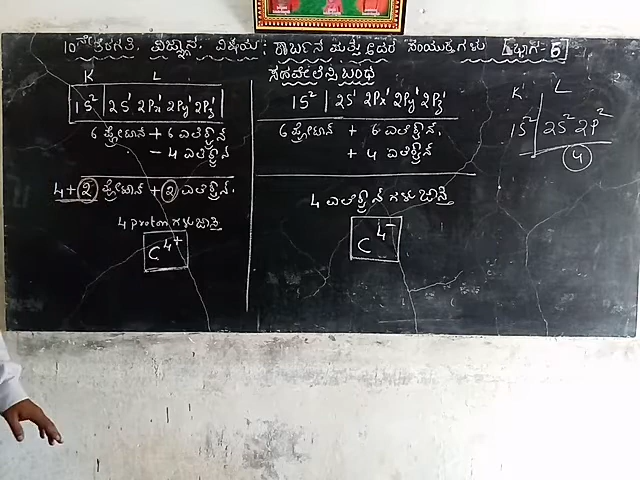 10ನೇ ತರಗತಿ. ವಿಜ್ಞಾನ. ವಿಷಯ: ಕಾರ್ಬನ ಮತ್ತು ಅದರ ಸಂಯುಕ್ತಗಳು [ಭಾಗ-5]
ಸಹವೇಲೆನ್ಸಿ ಬಂಧ
K L
1S² | 2S¹ 2Px¹ 2Py¹ 2Pz¹
6 ಪ್ರೋಟಾನ + 6 ಎಲೆಕ್ಟ್ರಾನ್
- 4 ಎಲೆಕ್ಟ್ರಾನ್
4+2 ಪ್ರೋಟಾನ + 2 ಎಲೆಕ್ಟ್ರಾನ್.
4 proton ಗಳು ಜಾಸ್ತಿ
C⁴⁺
1S² | 2S¹ 2Px¹ 2Py¹ 2Pz¹
6 ಪ್ರೋಟಾನ + 6 ಎಲೆಕ್ಟ್ರಾನ್.
+ 4 ಎಲೆಕ್ಟ್ರಾನ್
4 ಎಲೆಕ್ಟ್ರಾನ್ ಗಳು ಜಾಸ್ತಿ
C⁴⁻
K L
1S² | 2S² 2P²
4